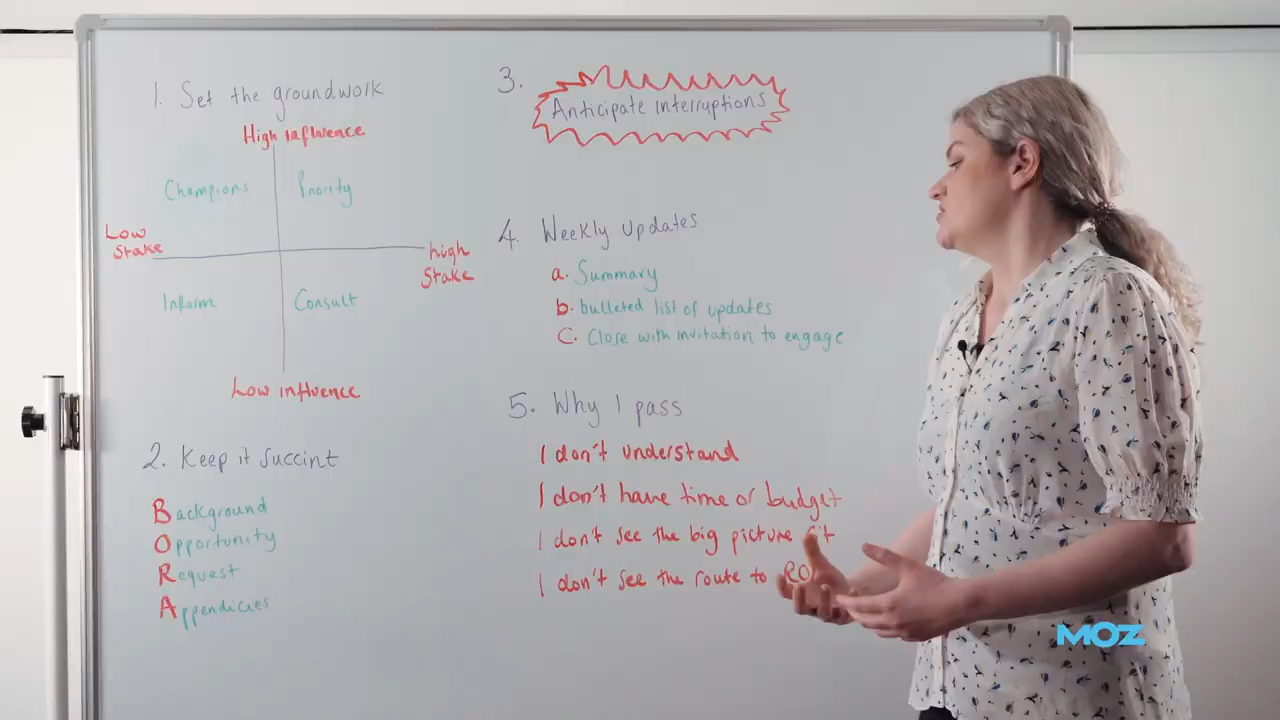 1. Set the groundwork
High influence
Champions
Priority
Low Stake
high Stake
Inform
Consult
Low influence
2. Keep it succint
Background
Opportunity
Request
Appendicies
3. Anticipate interruptions
4. Weekly updates
a. Summary
b. bulleted list of updates
C. Close with invitation to engage
5. Why I pass
I don't understand
I don't have time or budget
I don't see the big picture fit
I don't see the route to RO
MOZ